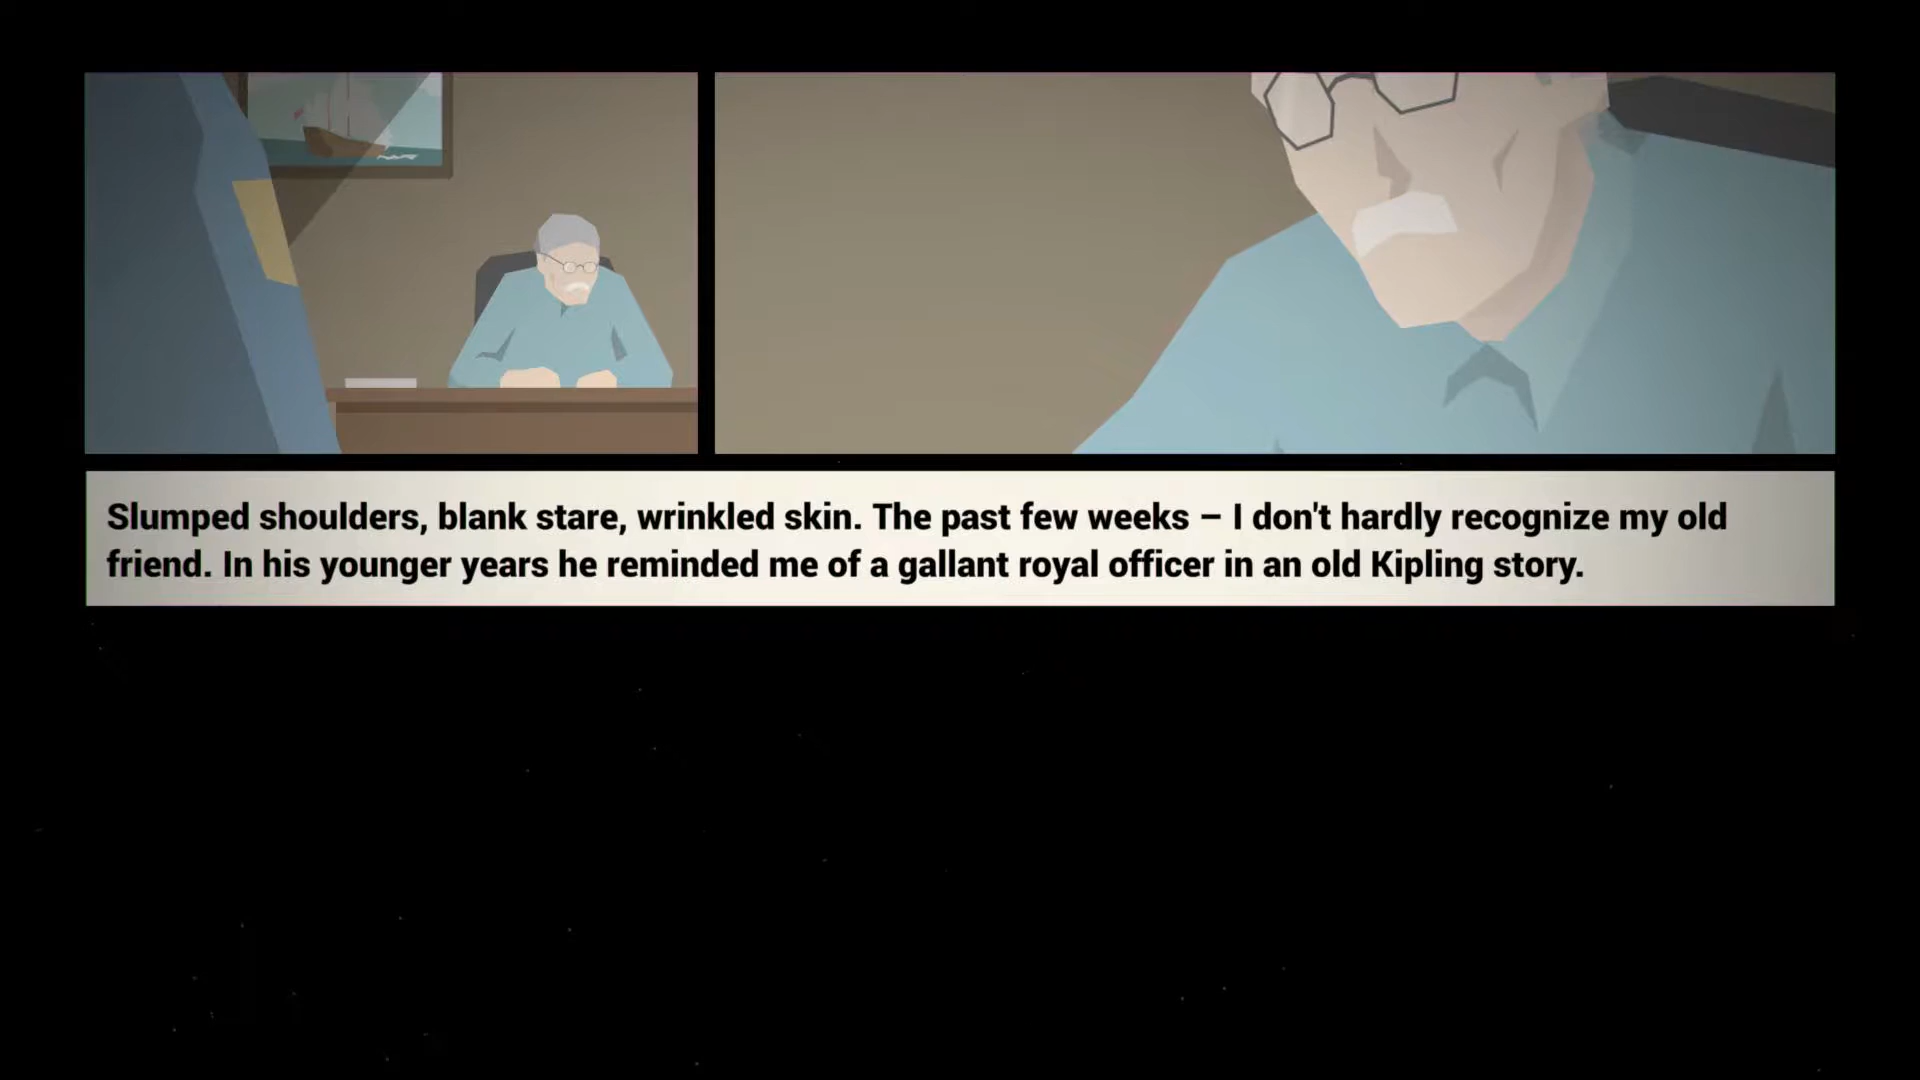 Slumped shoulders, blank stare, wrinkled skin. The past few weeks – I don't hardly recognize my old
friend. In his younger years he reminded me of a gallant royal officer in an old Kipling story.